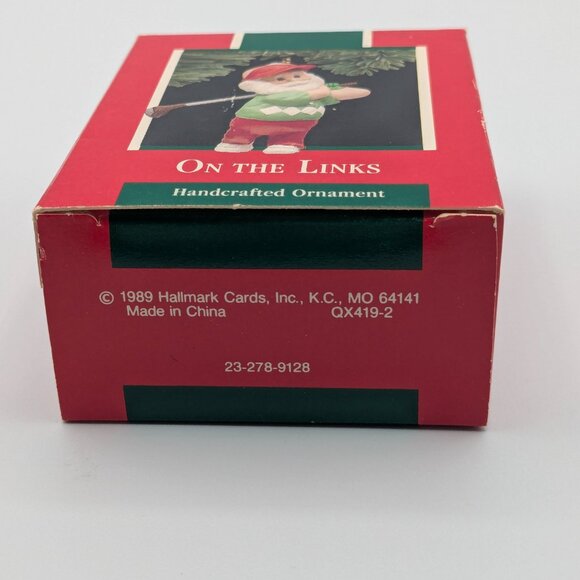 ON THE LINKS
Handcrafted Ornament
© 1989 Hallmark Cards, Inc., K.C., MO 64141
Made in China QX419-2
23-278-9128